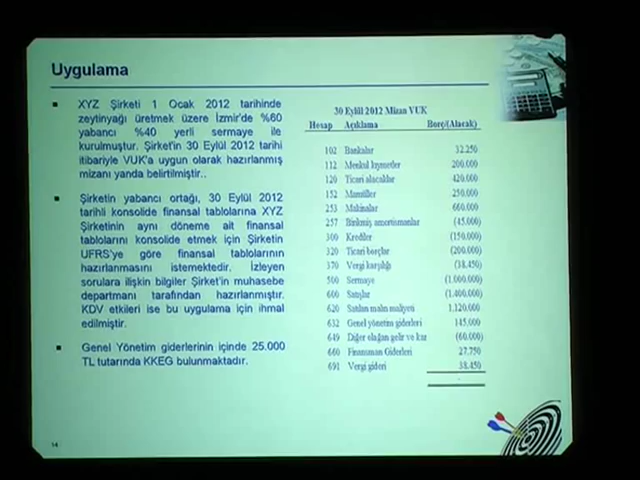 Uygulama
XYZ Şirketi 1 Ocak 2012 tarihinde
zeytinyağı üretmek üzere İzmir'de %60
yabancı %40 yerli sermaye ile
kurulmuştur. Şirket'in 30 Eylül 2012 tarihi
itibariyle VUK'a uygun olarak hazırlanmış
mizanı yanda belirtilmiştir..
Şirketin yabancı ortağı, 30 Eylül 2012
tarihli konsolide finansal tablolarına XYZ
Şirketinin aynı döneme ait finansal
tablolarını konsolide etmek için Şirketin
UFRS'ye göre finansal tablolarının
hazırlanmasını istemektedir. İzleyen
sorulara ilişkin bilgiler Şirket'in muhasebe
departmanı tarafından hazırlanmıştır.
KDV etkileri ise bu uygulama için ihmal
edilmiştir.
Genel Yönetim giderlerinin içinde 25.000
TL tutarında KKEG bulunmaktadır.
30 Eylül 2012 Mizan VUK
Hesap Açıklama Borç/(Alacak)
102 Bankalar 32.250
112 Menkul kıymetler 200.000
120 Ticari alacaklar 420.000
152 Mamüller 250.000
253 Makinalar 660.000
257 Birikmiş amortismanlar (45.000)
300 Krediler (150.000)
320 Ticari borçlar (200.000)
370 Vergi karşılığı (38.450)
500 Sermaye (1.000.000)
600 Satışlar (1.400.000)
620 Satılan malın maliyeti 1.120.000
632 Genel yönetim giderleri 145.000
649 Diğer olağan gelir ve kar (60.000)
660 Finansman Giderleri 27.750
691 Vergi gideri 38.450
-
14